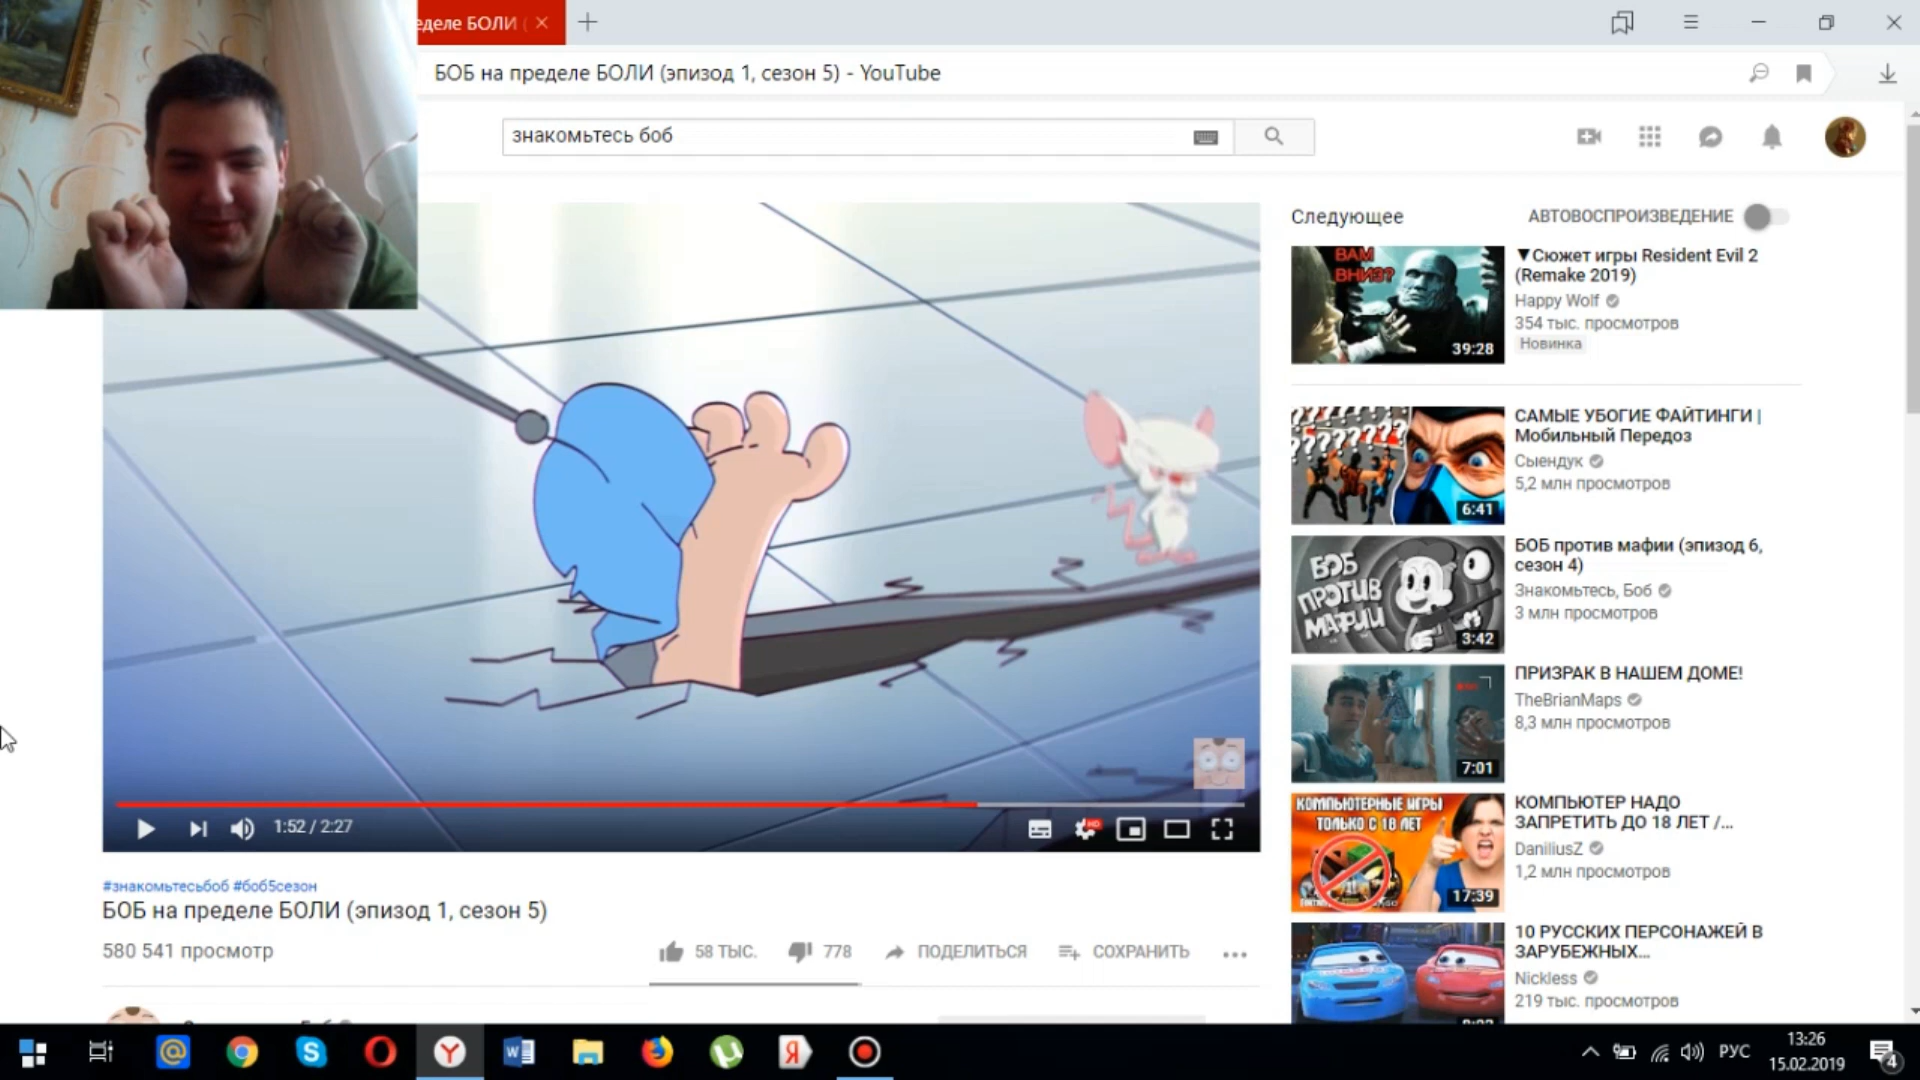 еделе БОЛИ (
БОБ на пределе БОЛИ (эпизод 1, сезон 5) - YouTube
знакомьтесь боб
Следующее
АВТОВОСПРОИЗВЕДЕНИЕ
ВАМ
ВНИЗ?
39:28
▼Сюжет игры Resident Evil 2
(Remake 2019)
Happy Wolf
354 тыс. просмотров
Новинка
???????
6:41
САМЫЕ УБОГИЕ ФАЙТИНГИ |
Мобильный Передоз
Сыендук
5,2 млн просмотров
БОБ
ПРОТИВ
МАФИИ
3:42
БОБ против мафии (эпизод 6,
сезон 4)
Знакомьтесь, Боб
3 млн просмотров
7:01
ПРИЗРАК В НАШЕМ ДОМЕ!
TheBrianMaps
8,3 млн просмотров
КОМПЬЮТЕРНЫЕ ИГРЫ
ТОЛЬКО С 18 ЛЕТ
17:39
КОМПЬЮТЕР НАДО
ЗАПРЕТИТЬ ДО 18 ЛЕТ /...
DaniliusZ
1,2 млн просмотров
10 РУССКИХ ПЕРСОНАЖЕЙ В
ЗАРУБЕЖНЫХ...
Nickless
219 тыс. просмотров
1:52 / 2:27
HD
#знакомьтесьбоб #боб5сезон
БОБ на пределе БОЛИ (эпизод 1, сезон 5)
580 541 просмотр
58 ТЫС.
778
ПОДЕЛИТЬСЯ
СОХРАНИТЬ
РУС
13:26
15.02.2019
4